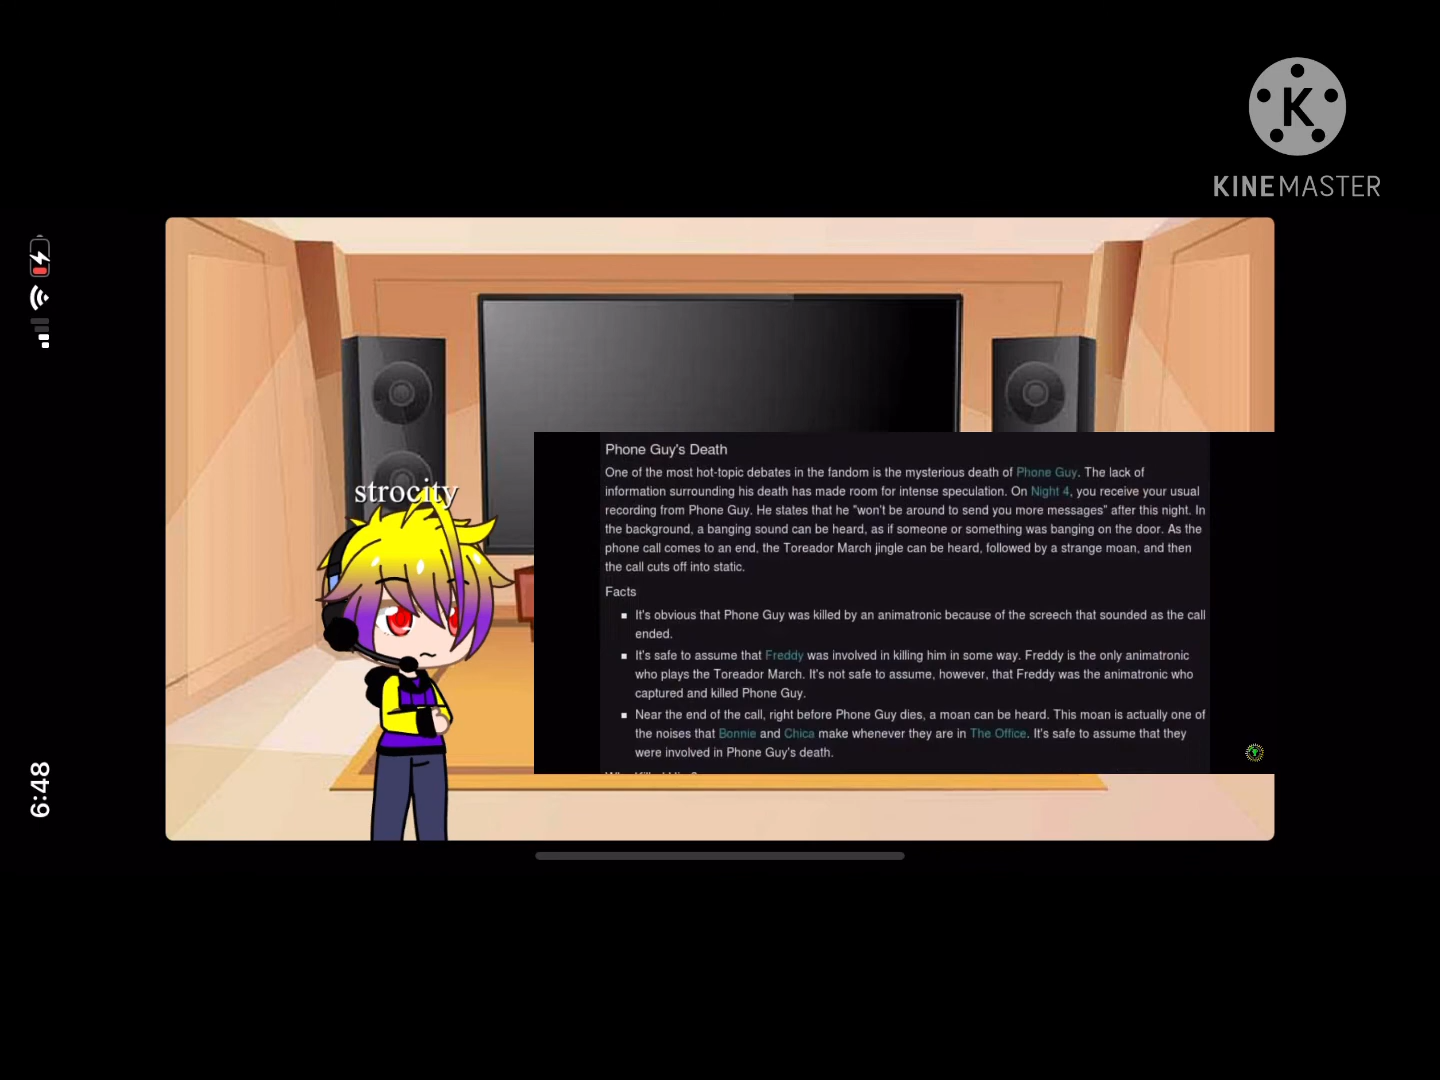 K
KINEMASTER
6:48
strocity
Phone Guy's Death
One of the most hot-topic debates in the fandom is the mysterious death of Phone Guy. The lack of
information surrounding his death has made room for intense speculation. On Night 4, you receive your usual
recording from Phone Guy. He states that he "won't be around to send you more messages" after this night. In
the background, a banging sound can be heard, as if someone or something was banging on the door. As the
phone call comes to an end, the Toreador March jingle can be heard, followed by a strange moan, and then
the call cuts off into static.
Facts
▪ It's obvious that Phone Guy was killed by an animatronic because of the screech that sounded as the call
ended.
▪ It's safe to assume that Freddy was involved in killing him in some way. Freddy is the only animatronic
who plays the Toreador March. It's not safe to assume, however, that Freddy was the animatronic who
captured and killed Phone Guy.
▪ Near the end of the call, right before Phone Guy dies, a moan can be heard. This moan is actually one of
the noises that Bonnie and Chica make whenever they are in The Office. It's safe to assume that they
were involved in Phone Guy's death.